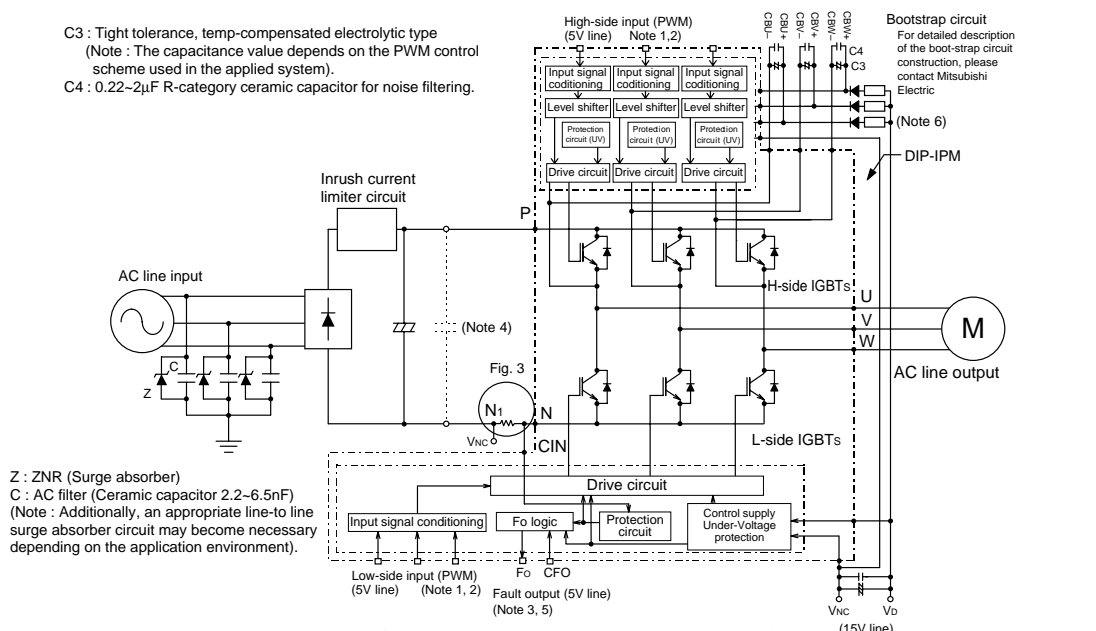 C3 : Tight tolerance, temp-compensated electrolytic type
(Note : The capacitance value depends on the PWM control
scheme used in the applied system).
C4 : 0.22~2μF R-category ceramic capacitor for noise filtering.
High-side input (PWM)
(5V line) Note 1,2)
CBU–
CBU+
CBV–
CBV+
CBW–
CBW+
C4
C3
Bootstrap circuit
For detailed description
of the boot-strap circuit
construction, please
contact Mitsubishi
Electric
(Note 6)
DIP-IPM
Input signal
coditioning
Input signal
conditioning
Input signal
conditioning
Level shifter
Level shifter
Level shifter
Protection
circuit (UV)
Protection
circuit (UV)
Protection
circuit (UV)
Drive circuit
Drive circuit
Drive circuit
Inrush current
limiter circuit
P
AC line input
H-side IGBTs
U
V
W
M
AC line output
(Note 4)
C
Z
Fig. 3
N1
N
VNC
CIN
L-side IGBTs
Z : ZNR (Surge absorber)
C : AC filter (Ceramic capacitor 2.2~6.5nF)
(Note : Additionally, an appropriate line-to line
surge absorber circuit may become necessary
depending on the application environment).
Drive circuit
Input signal conditioning
Fo logic
Protection
circuit
Control supply
Under-Voltage
protection
Low-side input (PWM)
(5V line) (Note 1, 2)
FO
CFO
Fault output (5V line)
(Note 3, 5)
VNC
VD
(15V line)